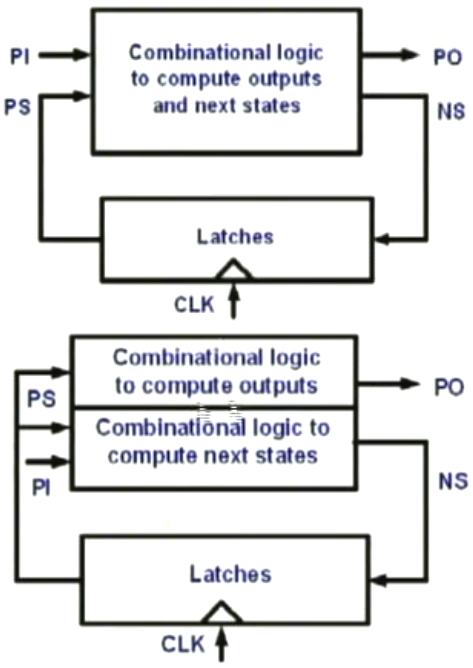 PI
Combinational logic
to compute outputs
and next states
PO
PS
NS
Latches
CLK
Combinational logic
to compute outputs
PO
PS
Combinational logic to
compute next states
PI
NS
Latches
CLK